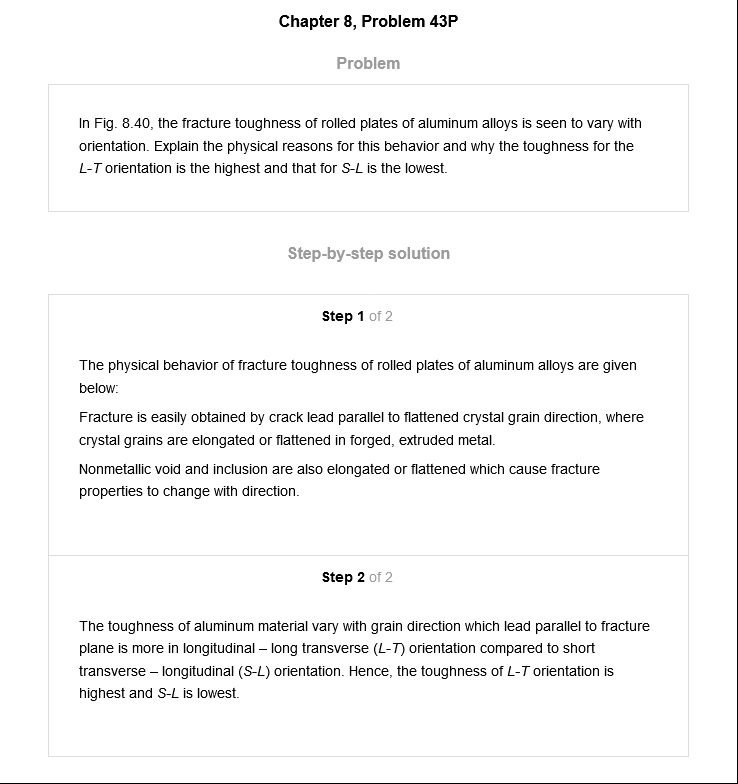 Chapter 8, Problem 43P
Problem
In Fig. 8.40, the fracture toughness of rolled plates of aluminum alloys is seen to vary with
orientation. Explain the physical reasons for this behavior and why the toughness for the
L-T orientation is the highest and that for S-L is the lowest.
Step-by-step solution
Step 1 of 2
The physical behavior of fracture toughness of rolled plates of aluminum alloys are given
below:
Fracture is easily obtained by crack lead parallel to flattened crystal grain direction, where
crystal grains are elongated or flattened in forged, extruded metal.
Nonmetallic void and inclusion are also elongated or flattened which cause fracture
properties to change with direction.
Step 2 of 2
The toughness of aluminum material vary with grain direction which lead parallel to fracture
plane is more in longitudinal – long transverse (L-T) orientation compared to short
transverse – longitudinal (S-L) orientation. Hence, the toughness of L-T orientation is
highest and S-L is lowest.